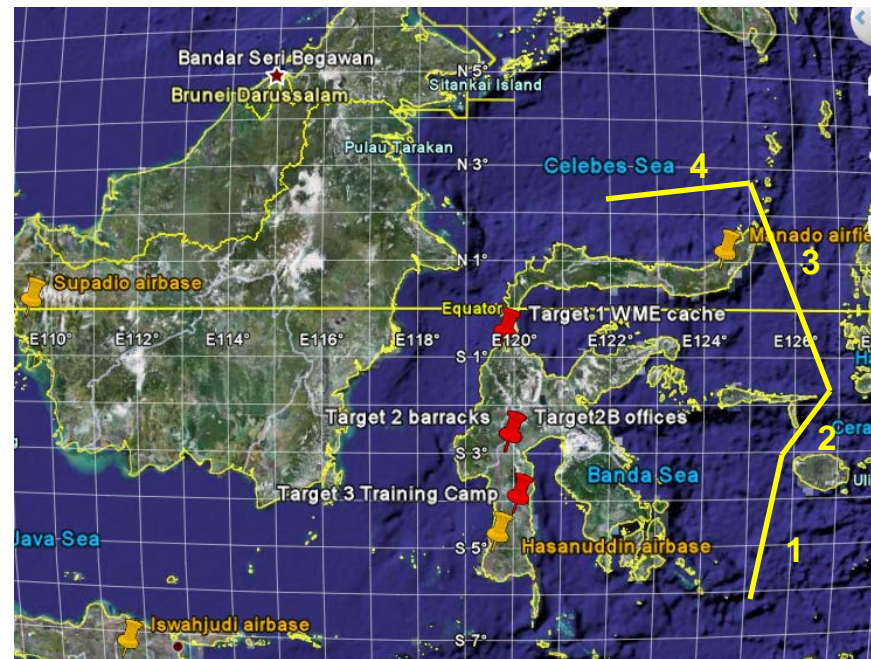 Bandar Seri Begawan
N 5°
Brunei Darussalam
Sitankai Island
Pulau Tarakan
N 3°
Celebes Sea
4
Manado airfie
3
N 1°
Supadio airbase
Equator
Target 1 WME cache
E110°
E112°
E114°
E116°
E118°
E120°
E122°
E124°
E126°
E
S 1°
Ha
Target 2 barracks
Target2B offices
2
Cera
S 3°
Banda Sea
Uli
Target 3 Training Camp
Java Sea
S 5°
Hasanuddin airbase
1
Iswahjudi airbase
S 7°